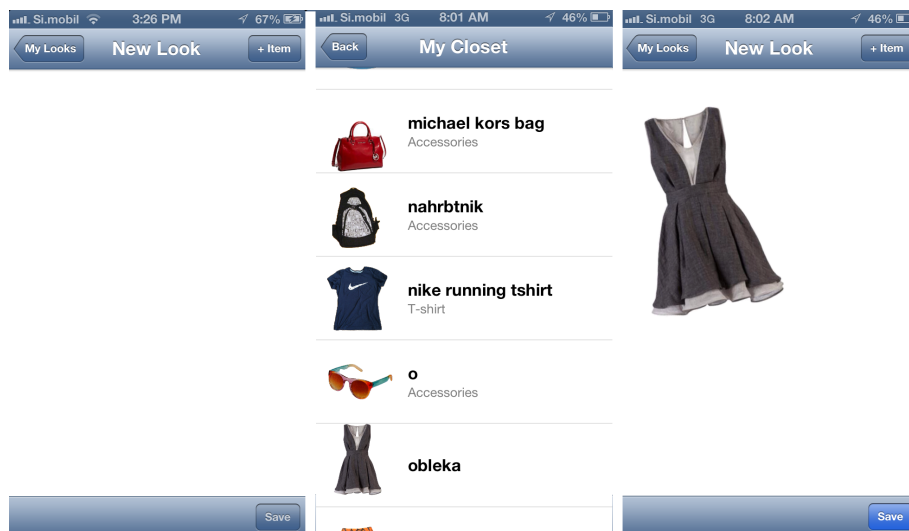 Si.mobil 3:26 PM 67%
My Looks New Look + Item
Save
Si.mobil 3G 8:01 AM 46%
Back My Closet
michael kors bag
Accessories
nahrbtnik
Accessories
nike running tshirt
T-shirt
o
Accessories
obleka
Si.mobil 3G 8:02 AM 46%
My Looks New Look + Item
Save